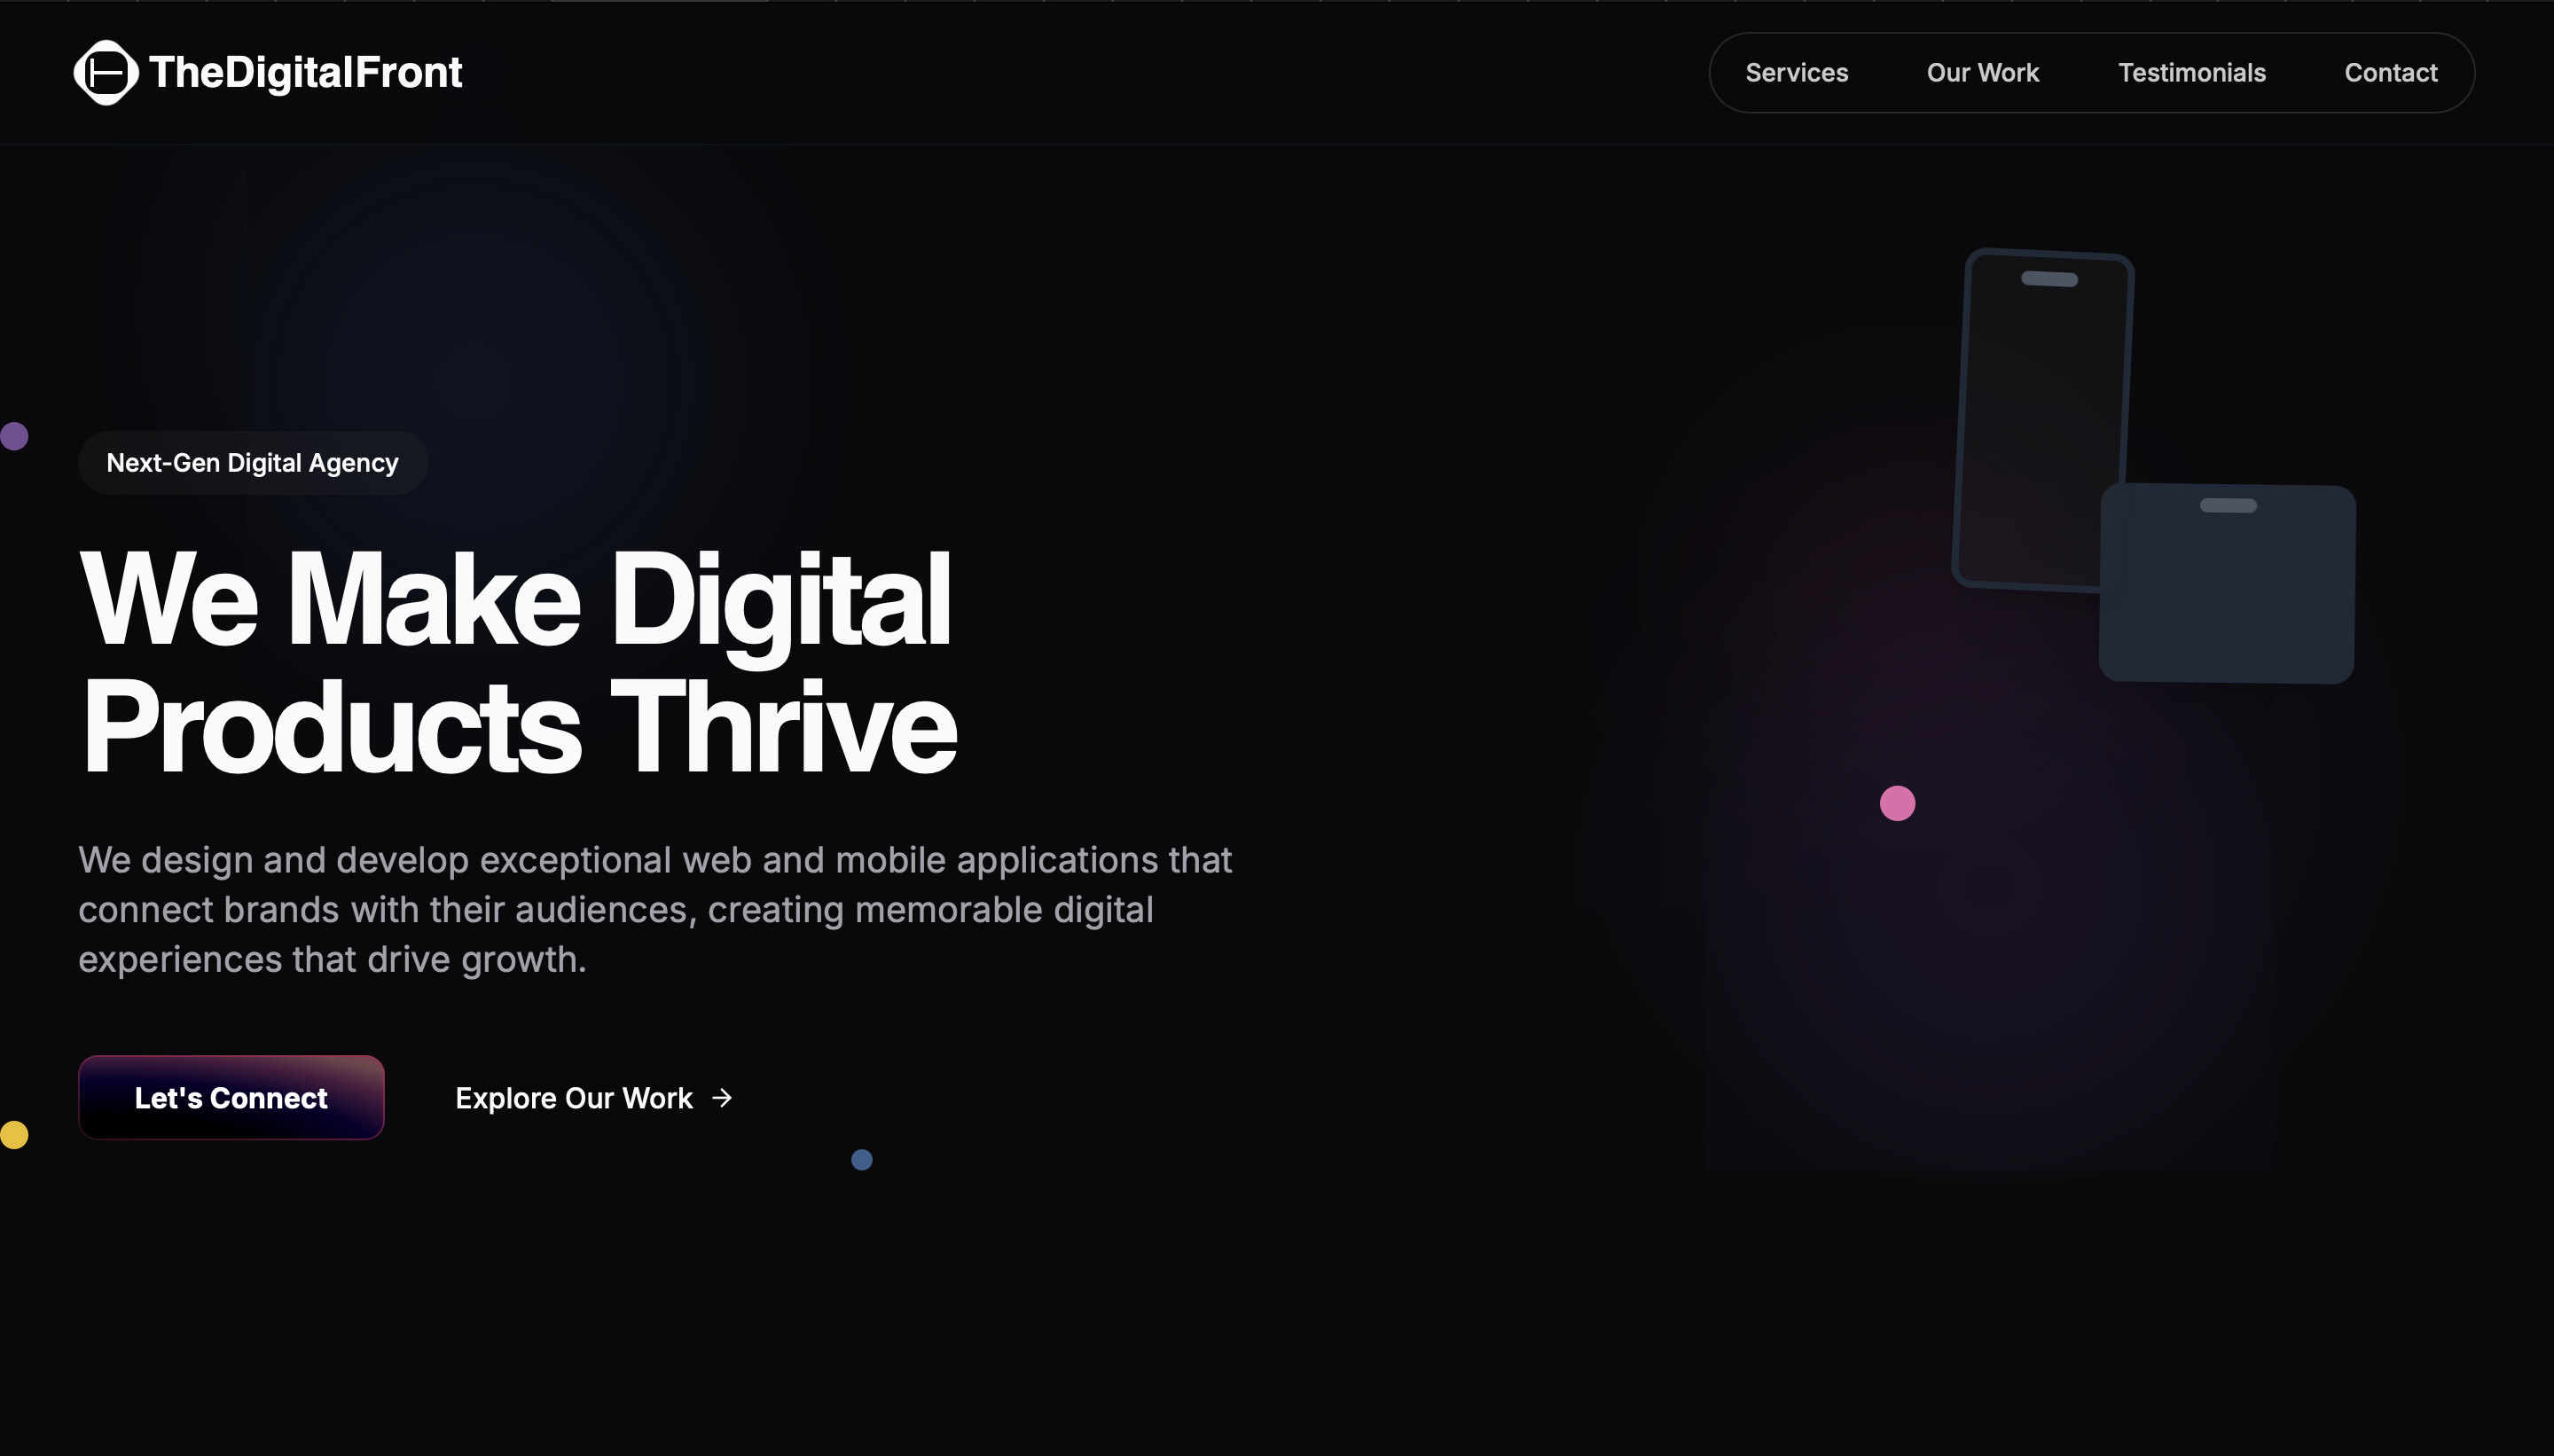 TheDigitalFront
Services
Our Work
Testimonials
Contact
Next-Gen Digital Agency
We Make Digital
Products Thrive
We design and develop exceptional web and mobile applications that
connect brands with their audiences, creating memorable digital
experiences that drive growth.
Let's Connect
Explore Our Work →